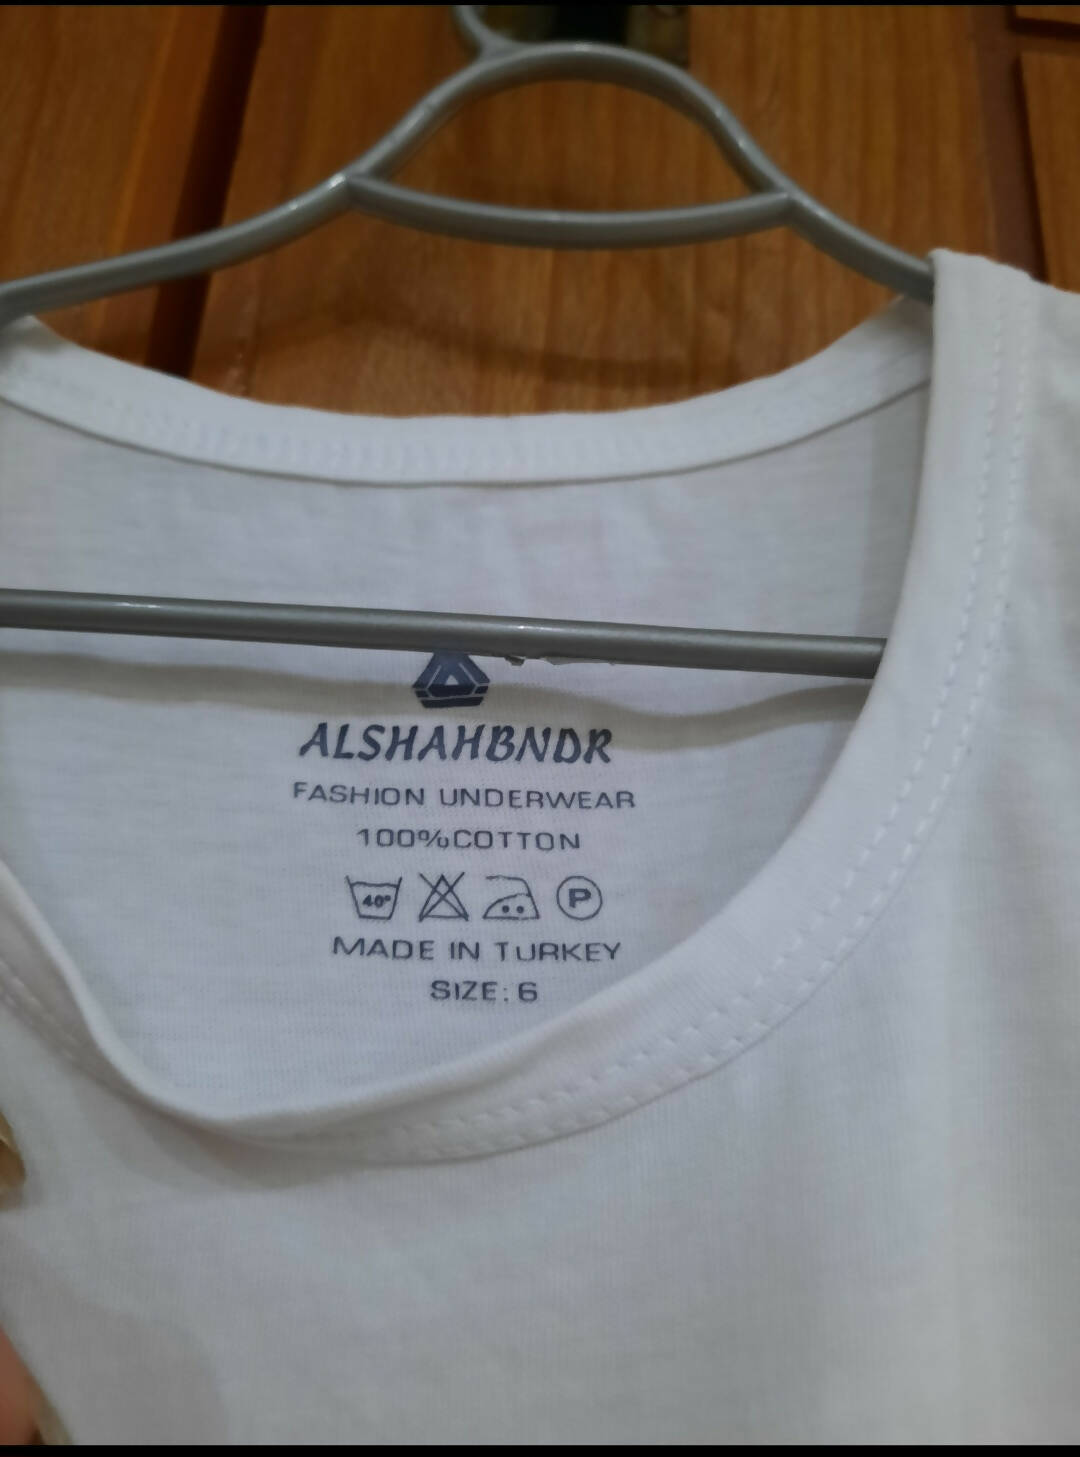 ALSHAHBNDR
FASHION UNDERWEAR
100%COTTON
40° P
MADE IN TURKEY
SIZE: 6